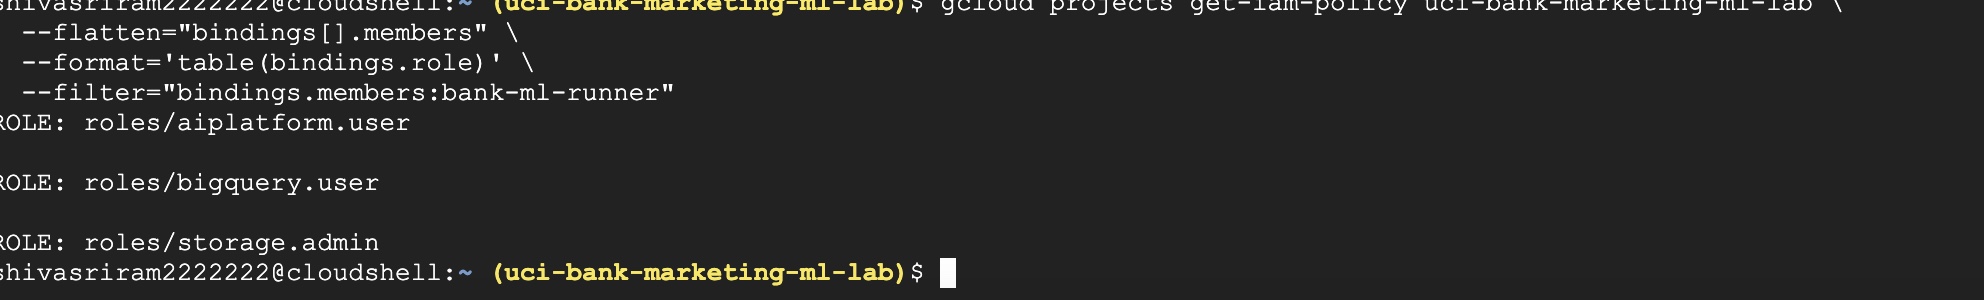 shivasriram2222222@cloudshell:~ (uci-bank-marketing-ml-lab)$ gcloud projects get-iam-policy uci-bank-marketing-ml-lab \
  --flatten="bindings[].members" \
  --format='table(bindings.role)' \
  --filter="bindings.members:bank-ml-runner"
ROLE: roles/aiplatform.user
ROLE: roles/bigquery.user
ROLE: roles/storage.admin
shivasriram2222222@cloudshell:~ (uci-bank-marketing-ml-lab)$